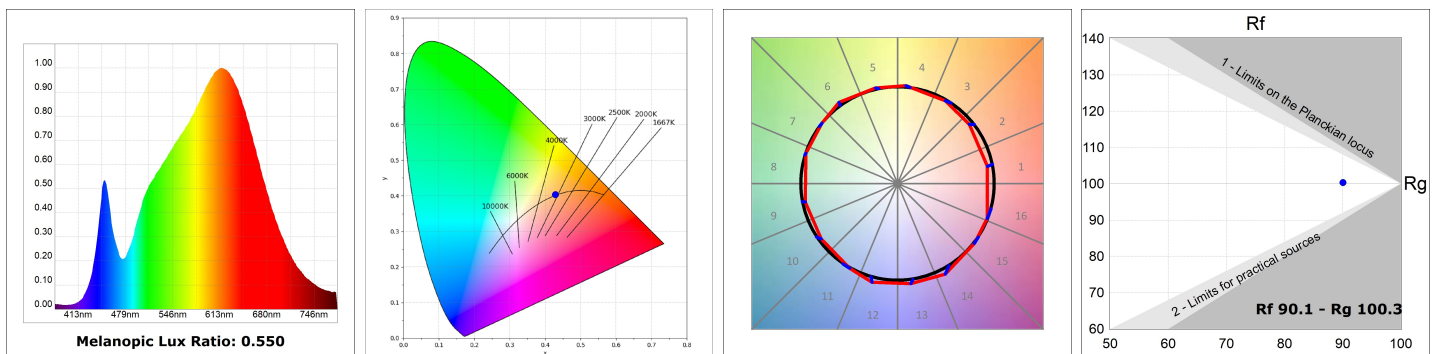 1.00
0.90
0.80
0.70
0.60
0.50
0.40
0.30
0.20
0.10
0.00
413nm 479nm 546nm 613nm 680nm 746nm
Melanopic Lux Ratio: 0.550
0.9
0.8
0.7
0.6
0.5
0.4
0.3
0.2
0.1
0.0
y
0.0 0.1 0.2 0.3 0.4 0.5 0.6 0.7 0.8
x
1667K
2000K
2500K
3000K
4000K
6000K
10000K
1
2
3
4
5
6
7
8
9
10
11
12
13
14
15
16
Rf
140
130
120
110
100
90
80
70
60
Rg
1 - Limits on the Planckian locus
2 - Limits for practical sources
Rf 90.1 - Rg 100.3
50 60 70 80 90 100